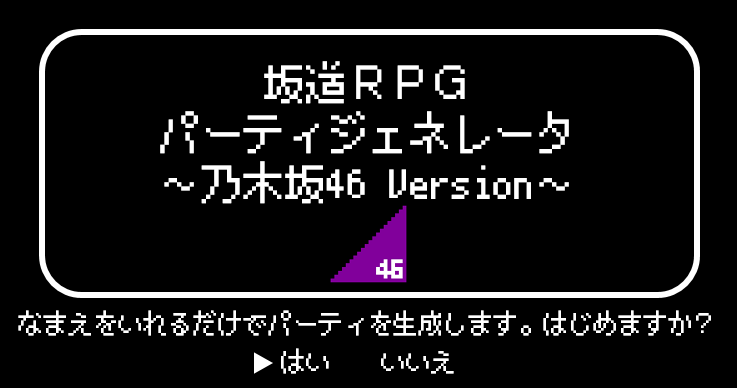 坂道ＲＰＧ
パーティジェネレータ
～乃木坂46 Version～
46
なまえをいれるだけでパーティを生成します。はじめますか？
▶はい　いいえ